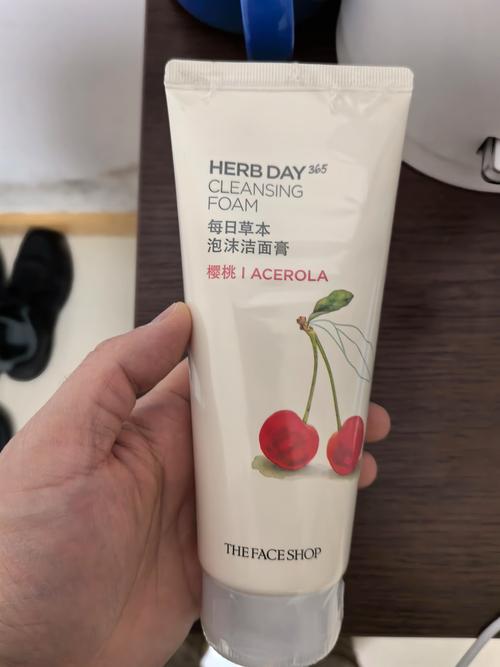 HERB DAY 365
CLEANSING
FOAM
每日草本
泡沫洁面膏
樱桃 | ACEROLA
THE FACE SHOP